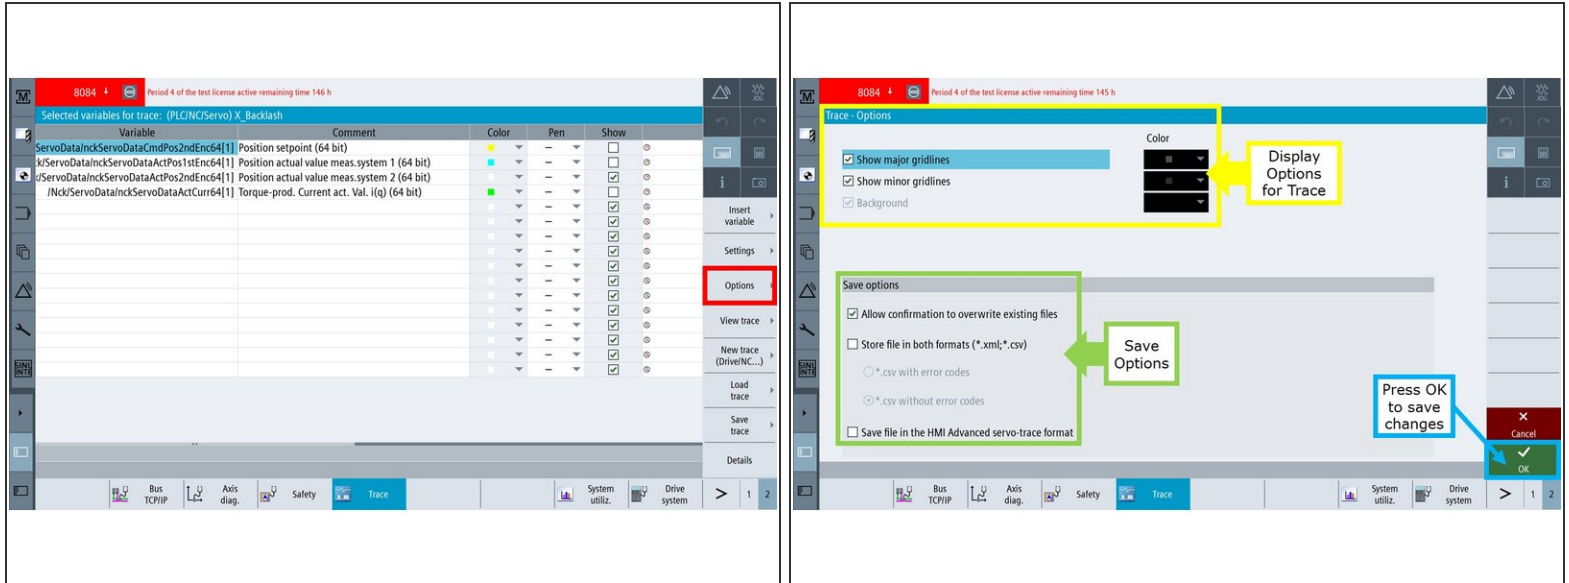 8084
Period 4 of the test license active remaining time 146 h
Selected variables for trace: (PLC/NC/Servo) X_Backlash
Variable Comment Color Pen Show
ServoData/nckServoDataCmdPos2ndEnc64[1] Position setpoint (64 bit)
k/ServoData/nckServoDataActPos1stEnc64[1] Position actual value meas.system 1 (64 bit)
/ServoData/nckServoDataActPos2ndEnc64[1] Position actual value meas.system 2 (64 bit)
/Nck/ServoData/nckServoDataActCurr64[1] Torque-prod. Current act. Val. i(q) (64 bit)
M
i
Insert
variable
Settings
Options
View trace
New trace
(Drive/NC...)
Load
trace
Save
trace
Details
SINU
INTE
Bus
TCP/IP
Axis
diag.
Safety
Trace
System
utiliz.
Drive
system
> 1 2
8084
Period 4 of the test license active remaining time 145 h
Trace - Options
Color
Show major gridlines
Show minor gridlines
Background
Display
Options
for Trace
Save options
Allow confirmation to overwrite existing files
Store file in both formats (*.xml;*.csv)
*.csv with error codes
*.csv without error codes
Save file in the HMI Advanced servo-trace format
Save
Options
Press OK
to save
changes
M
i
Cancel
OK
SINU
INTE
Bus
TCP/IP
Axis
diag.
Safety
Trace
System
utiliz.
Drive
system
> 1 2